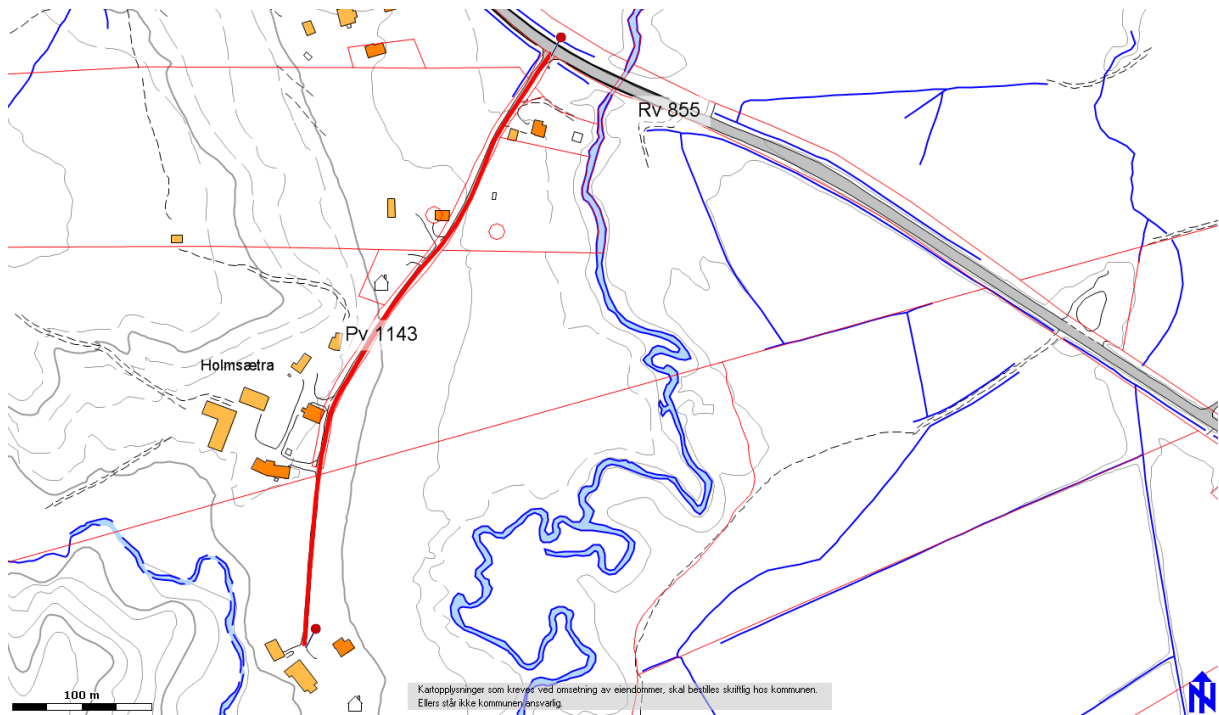 Rv 855
Pv 1143
Holmsætra
100 m
Kartopplysninger som kreves ved omsetning av eiendommer, skal bestilles skriftlig hos kommunen.
Ellers står ikke kommunen ansvarlig.
N